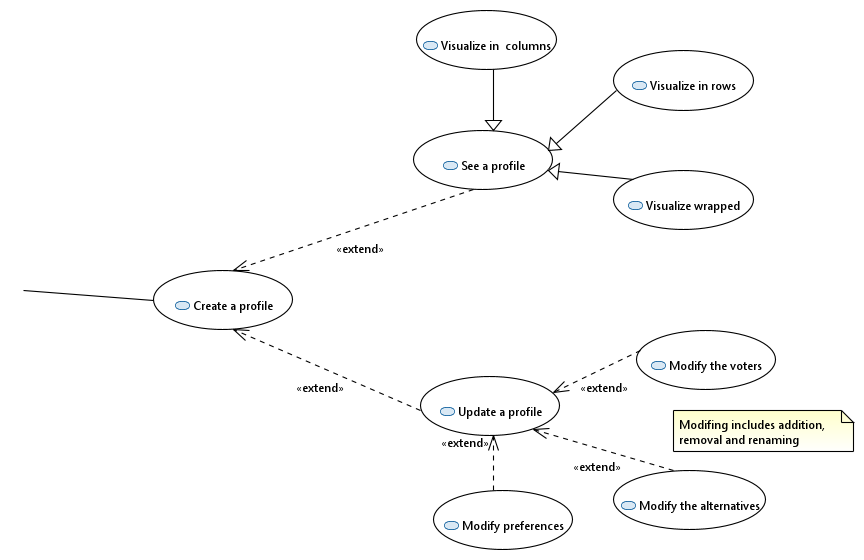 Visualize in  columns
Visualize in rows
See a profile
Visualize wrapped
«extend»
Create a profile
Modify the voters
«extend»
«extend»
Update a profile
Modifing includes addition,
removal and renaming
«extend»
«extend»
Modify the alternatives
Modify preferences